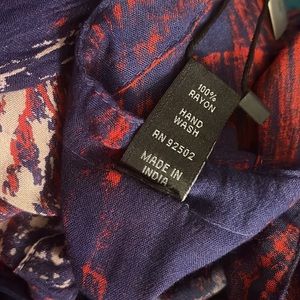 100%
RAYON
HAND
WASH
RN 92502
MADE IN
INDIA